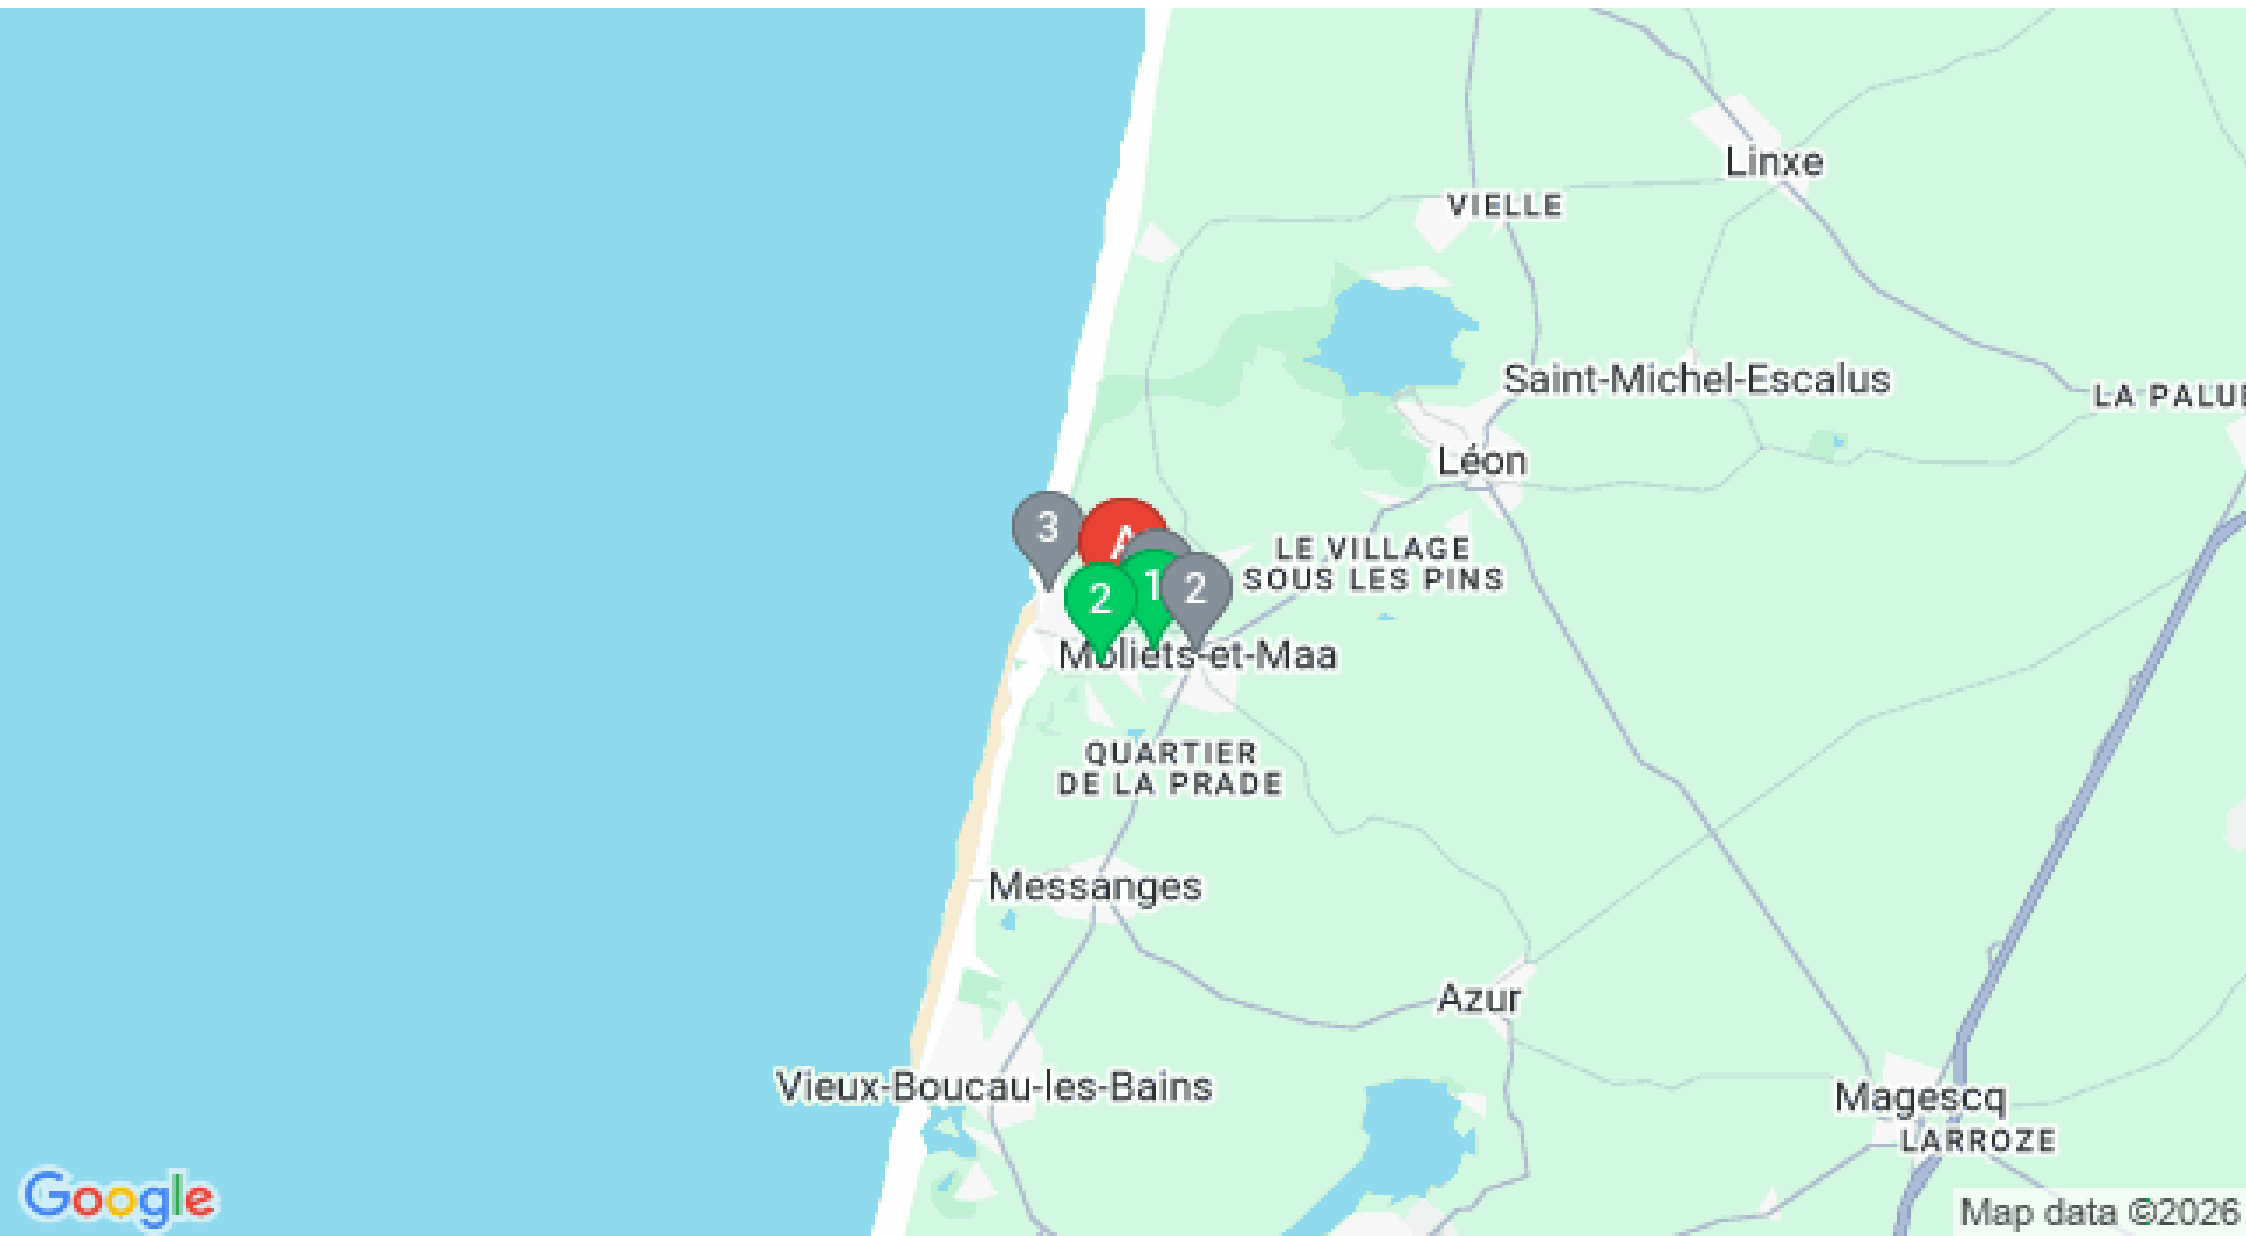 Linxe
VIELLE
Saint-Michel-Escalus
LA PALUE
Léon
3
A
LE VILLAGE
SOUS LES PINS
1
2
2
Moliets-et-Maa
QUARTIER
DE LA PRADE
Messanges
Azur
Vieux-Boucau-les-Bains
Magescq
LARROZE
Google
Map data ©2026